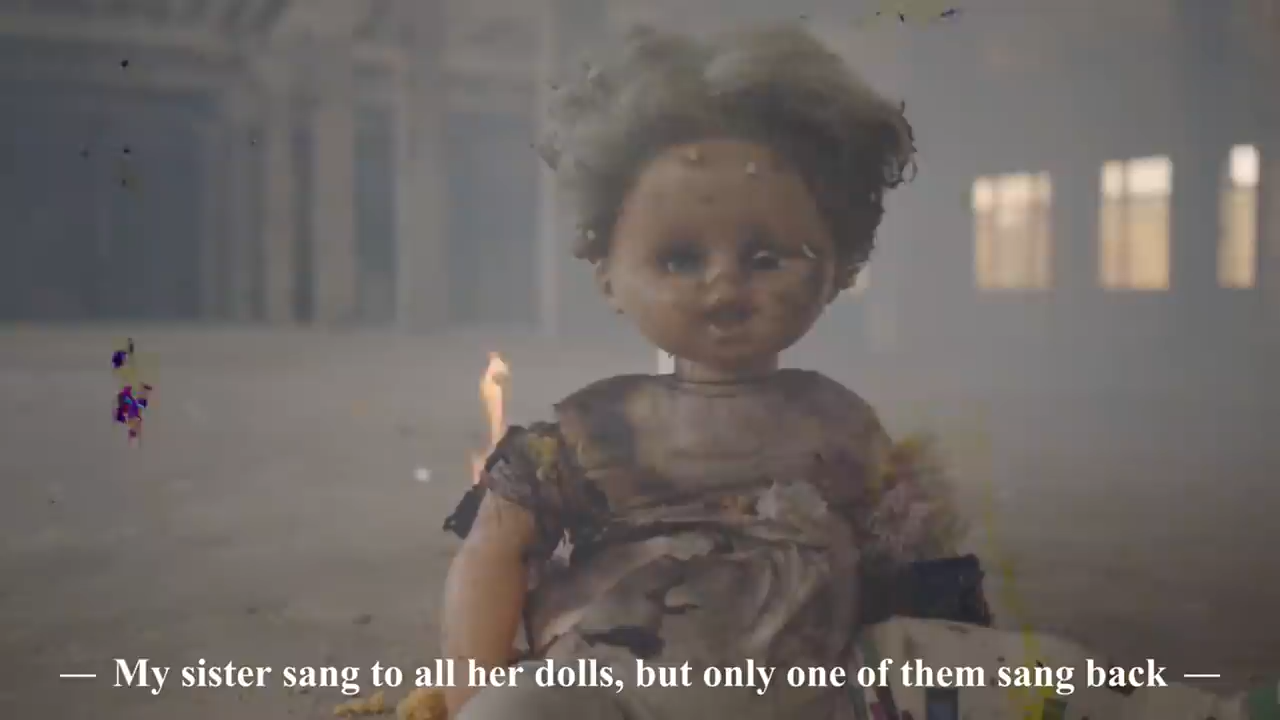 — My sister sang to all her dolls, but only one of them sang back —